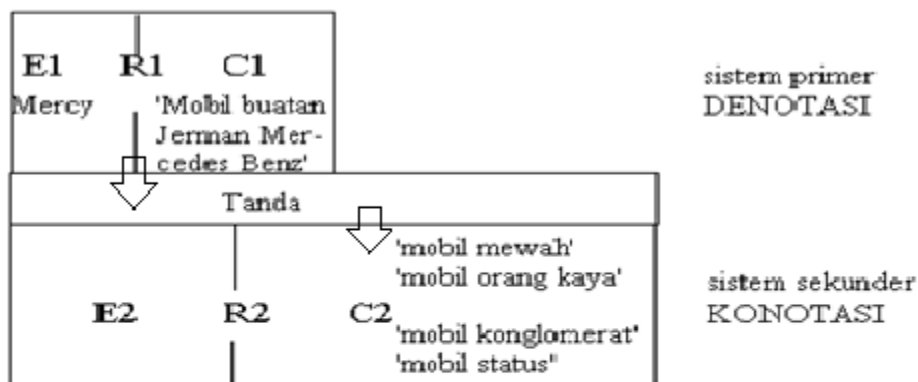 E1 R1 C1
sistem primer
Mercy 'Mobil buatan
DENOTASI
Jerman Mer-
cedes Benz'
Tanda
'mobil mewah'
'mobil orang kaya'
sistem sekunder
E2 R2 C2
KONOTASI
'mobil konglomerat'
'mobil status"